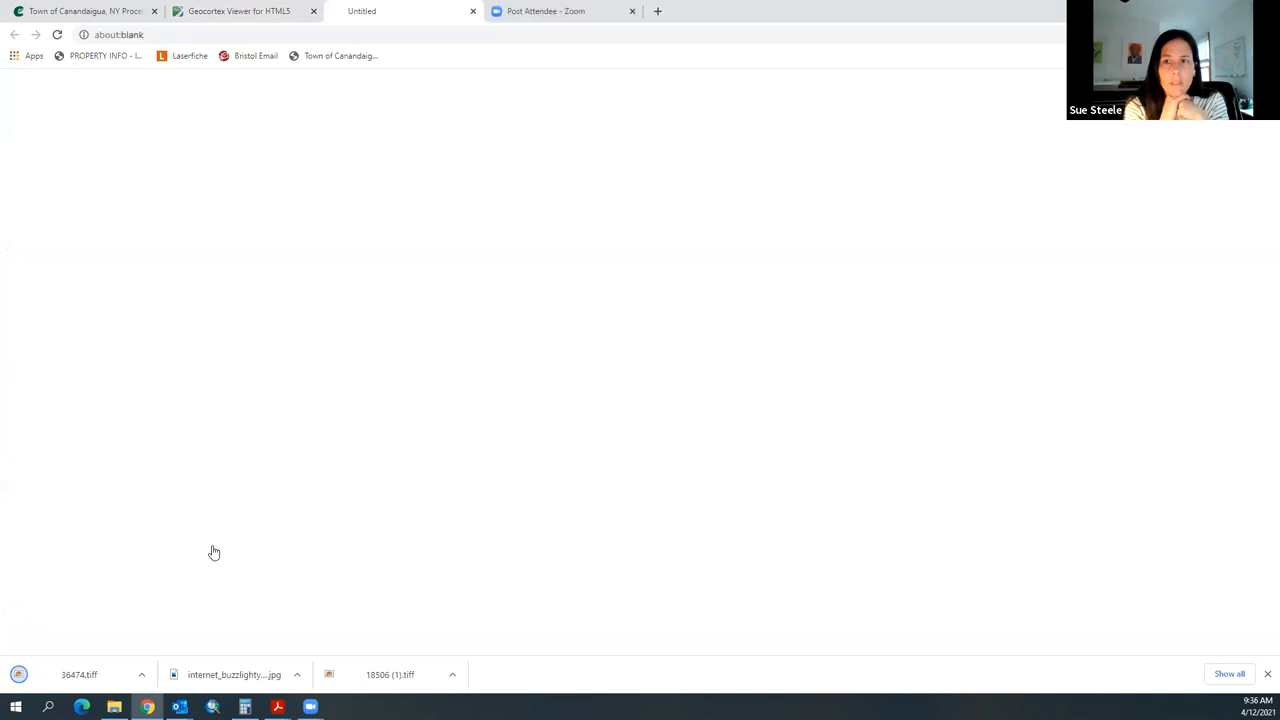 Town of Canandaigua, NY Proce
Geocortex Viewer for HTML5
Untitled
Post Attendee - Zoom
about:blank
Apps
PROPERTY INFO - I...
Laserfiche
Bristol Email
Town of Canandaig...
Sue Steele
36474.tiff
internet_buzzlighty....jpg
18506 (1).tiff
Show all
9:36 AM
4/12/2021